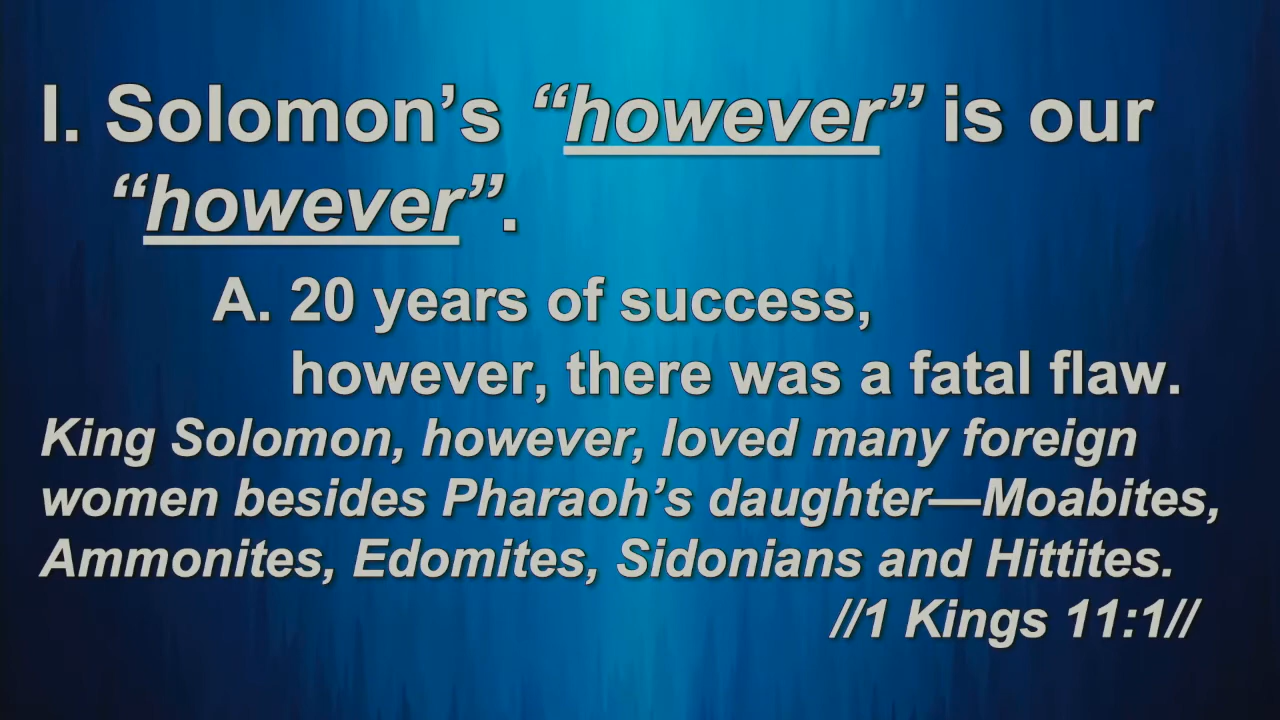 I. Solomon’s “however” is our
“however”.
A. 20 years of success,
however, there was a fatal flaw.
King Solomon, however, loved many foreign
women besides Pharaoh’s daughter—Moabites,
Ammonites, Edomites, Sidonians and Hittites.
//1 Kings 11:1//